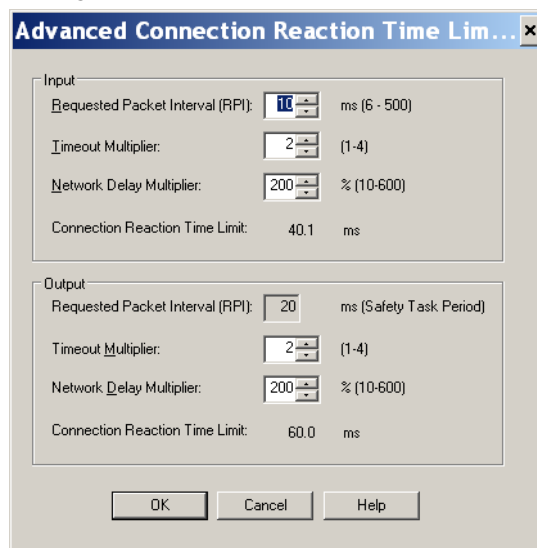 Advanced Connection Reaction Time Lim...
Input
Requested Packet Interval (RPI): 10 ms (6 - 500)
Timeout Multiplier: 2 (1-4)
Network Delay Multiplier: 200 % (10-600)
Connection Reaction Time Limit: 40.1 ms
Output
Requested Packet Interval (RPI): 20 ms (Safety Task Period)
Timeout Multiplier: 2 (1-4)
Network Delay Multiplier: 200 % (10-600)
Connection Reaction Time Limit: 60.0 ms
OK Cancel Help